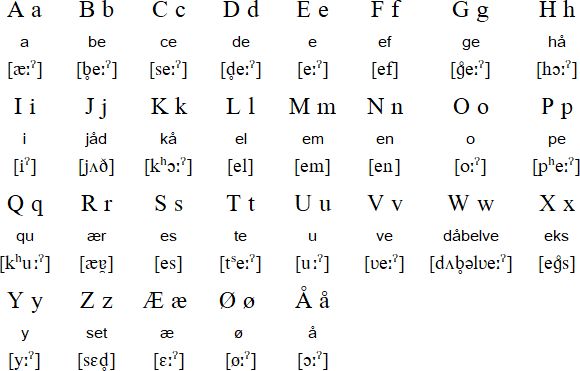 A a B b C c D d E e F f G g H h
a be ce de e ef ge hå
[æːˀ] [b̥eːˀ] [seːˀ] [d̥eːˀ] [eːˀ] [ef] [g̊eːˀ] [hɔːˀ]
I i J j K k L l M m N n O o P p
i jåd kå el em en o pe
[iˀ] [jʌð] [kʰɔːˀ] [el] [em] [en] [oːˀ] [pʰeːˀ]
Q q R r S s T t U u V v W w X x
qu ær es te u ve dåbelve eks
[kʰuːˀ] [æɐ̯] [es] [tˢeːˀ] [uːˀ] [ʋeːˀ] [dʌb̥əlʋeːˀ] [eg̊s]
Y y Z z Æ æ Ø ø Å å
y set æ ø å
[yːˀ] [sɛd̥] [ɛːˀ] [øːˀ] [ɔːˀ]